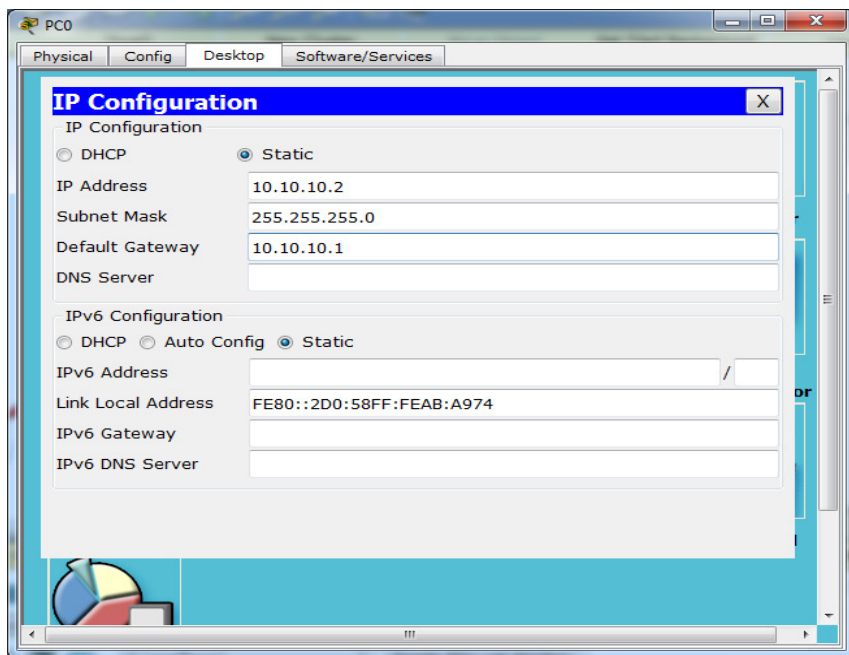 PC0
Physical Config Desktop Software/Services
IP Configuration X
IP Configuration
DHCP Static
IP Address 10.10.10.2
Subnet Mask 255.255.255.0
Default Gateway 10.10.10.1
DNS Server
IPv6 Configuration
DHCP Auto Config Static
IPv6 Address /
Link Local Address FE80::2D0:58FF:FEAB:A974
IPv6 Gateway
IPv6 DNS Server
or